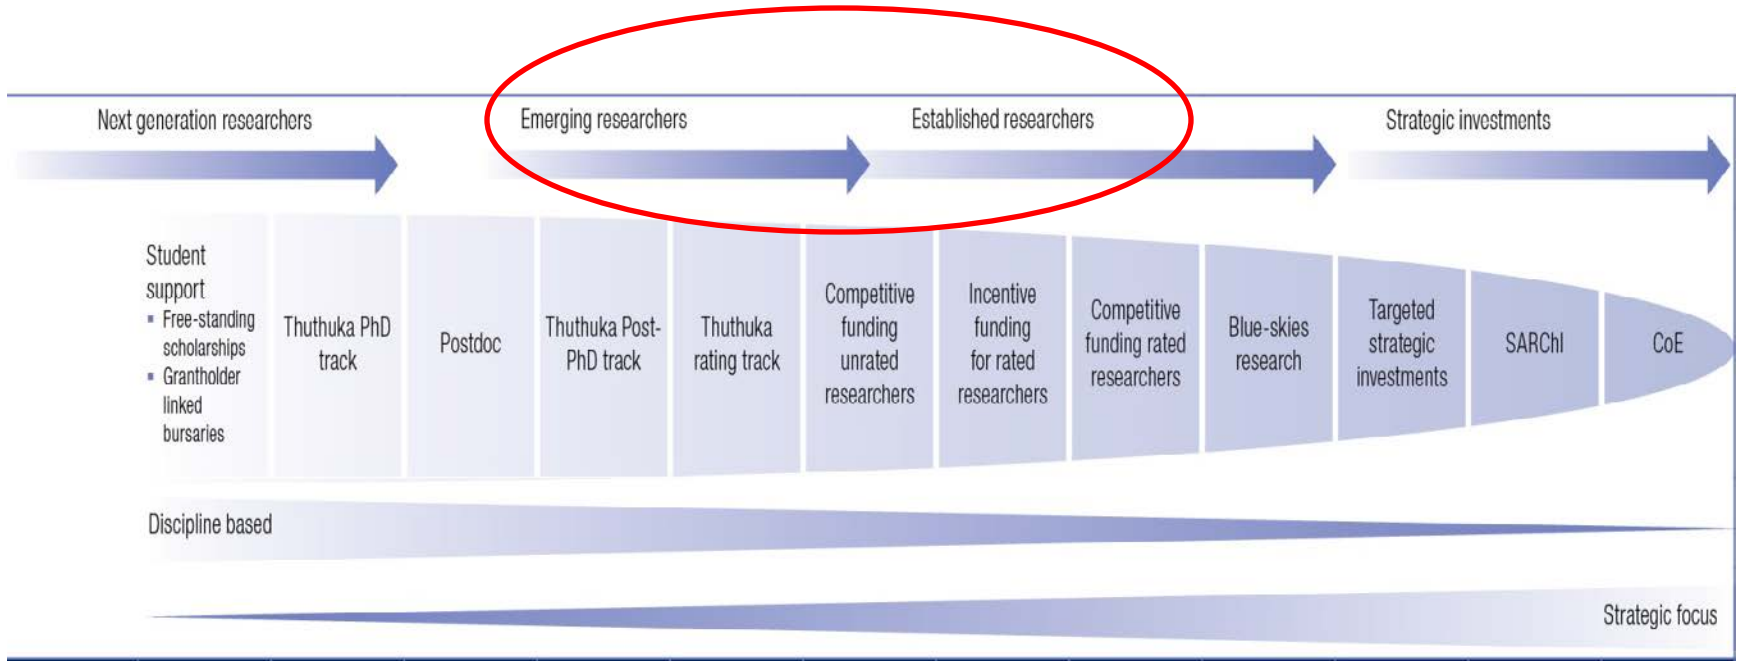 Next generation researchers
Emerging researchers
Established researchers
Strategic investments
Student
support
▪ Free-standing
scholarships
▪ Grantholder
linked
bursaries
Thuthuka PhD
track
Postdoc
Thuthuka Post-
PhD track
Thuthuka
rating track
Competitive
funding
unrated
researchers
Incentive
funding
for rated
researchers
Competitive
funding rated
researchers
Blue-skies
research
Targeted
strategic
investments
SARChI
CoE
Discipline based
Strategic focus